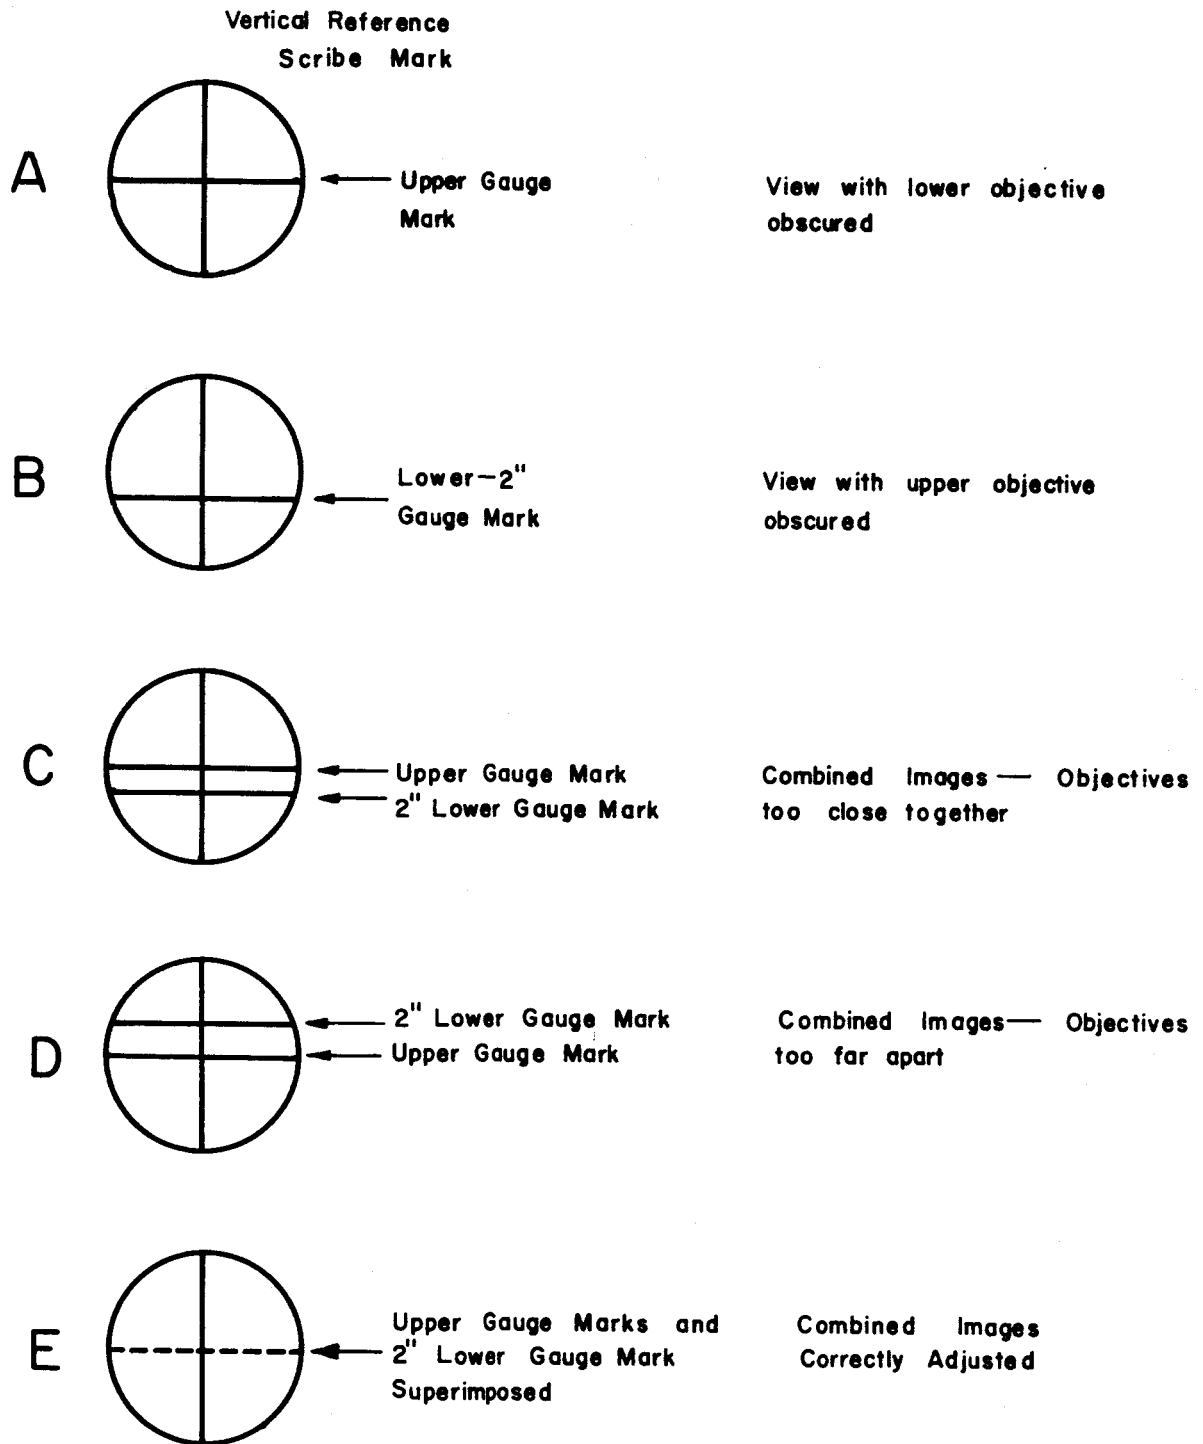 Vertical Reference
Scribe Mark
A
Upper Gauge
Mark
View with lower objective
obscured
B
Lower-2"
Gauge Mark
View with upper objective
obscured
C
Upper Gauge Mark
2" Lower Gauge Mark
Combined Images — Objectives
too close together
D
2" Lower Gauge Mark
Upper Gauge Mark
Combined Images — Objectives
too far apart
E
Upper Gauge Marks and
2" Lower Gauge Mark
Superimposed
Combined Images
Correctly Adjusted